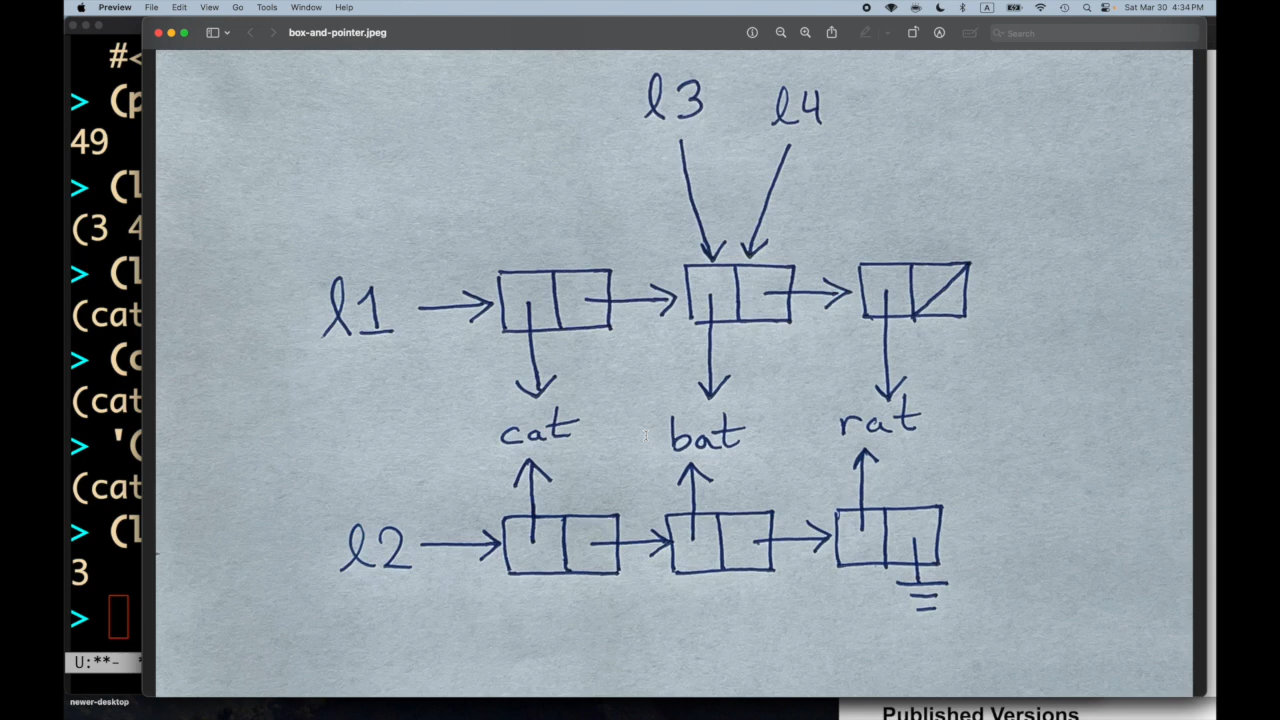 Preview File Edit View Go Tools Window Help
A
Sat Mar 30 4:34 PM
box-and-pointer.jpeg
Search
#<
> (p
49
> (l
(3 4
> (l
(cat
> (c
(cat
> '(
(cat
> (l
3
>
U:**-
l3 l4
l1
cat bat rat
l2
newer-desktop
Published Versions